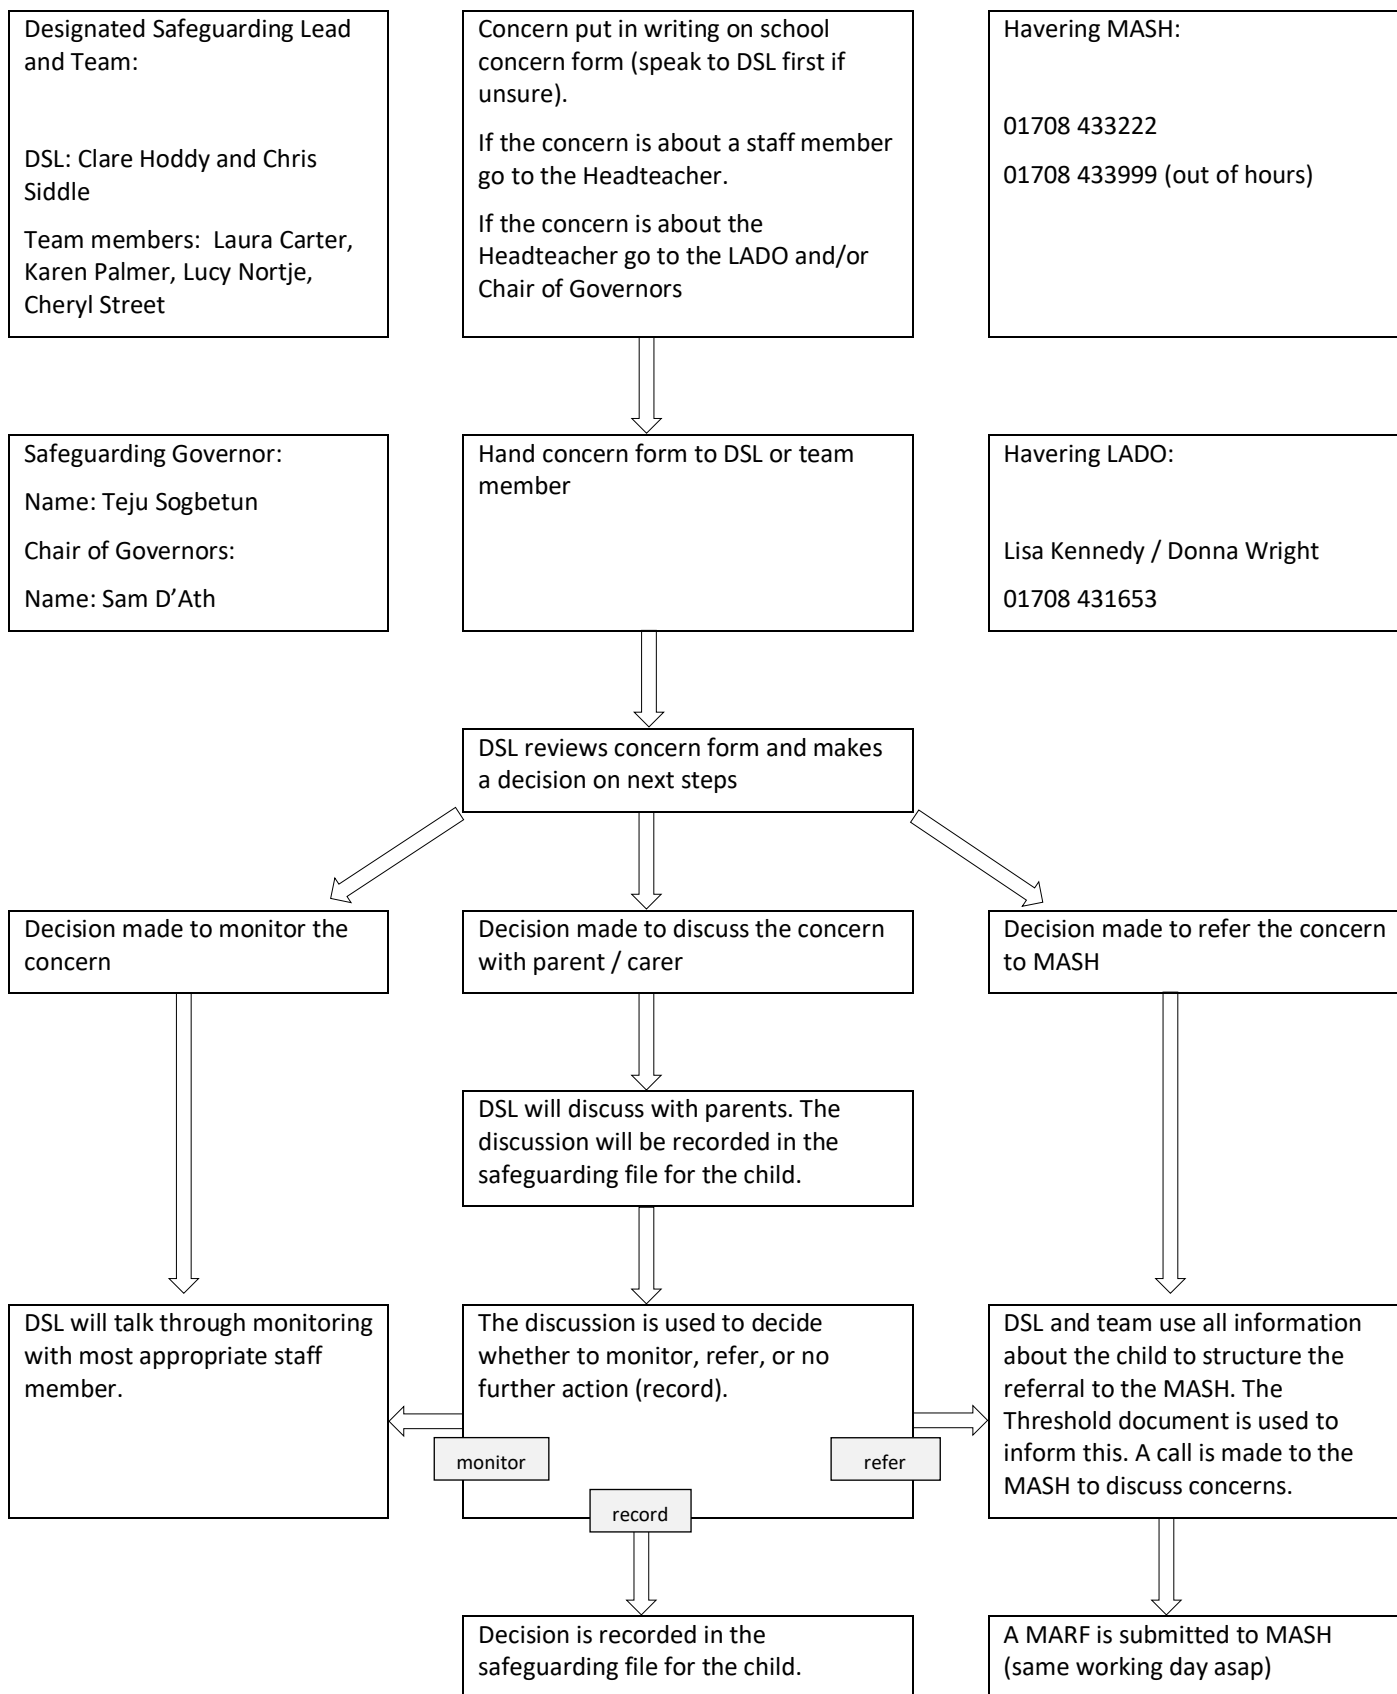 Designated Safeguarding Lead
and Team:
DSL: Clare Hoddy and Chris
Siddle
Team members:  Laura Carter,
Karen Palmer, Lucy Nortje,
Cheryl Street
Concern put in writing on school
concern form (speak to DSL first if
unsure).
If the concern is about a staff member
go to the Headteacher.
If the concern is about the
Headteacher go to the LADO and/or
Chair of Governors
Havering MASH:
01708 433222
01708 433999 (out of hours)
Safeguarding Governor:
Name: Teju Sogbetun
Chair of Governors:
Name: Sam D’Ath
Hand concern form to DSL or team
member
Havering LADO:
Lisa Kennedy / Donna Wright
01708 431653
DSL reviews concern form and makes
a decision on next steps
Decision made to monitor the
concern
Decision made to discuss the concern
with parent / carer
Decision made to refer the concern
to MASH
DSL will discuss with parents. The
discussion will be recorded in the
safeguarding file for the child.
DSL will talk through monitoring
with most appropriate staff
member.
The discussion is used to decide
whether to monitor, refer, or no
further action (record).
monitor
refer
record
DSL and team use all information
about the child to structure the
referral to the MASH. The
Threshold document is used to
inform this. A call is made to the
MASH to discuss concerns.
Decision is recorded in the
safeguarding file for the child.
A MARF is submitted to MASH
(same working day asap)